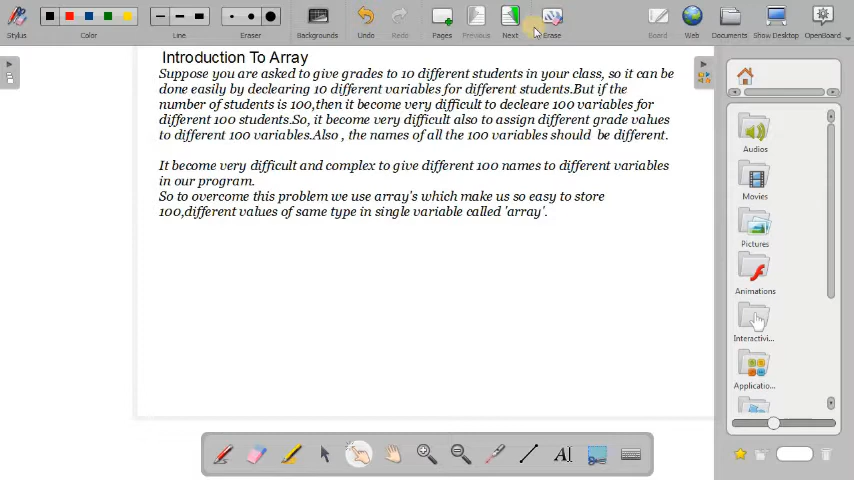 Stylus Color Line Eraser Backgrounds Undo Redo Pages Previous Next Erase Board Web Documents Show Desktop OpenBoard
Introduction To Array
Suppose you are asked to give grades to 10 different students in your class, so it can be
done easily by declearing 10 different variables for different students.But if the
number of students is 100,then it become very difficult to decleare 100 variables for
different 100 students.So, it become very difficult also to assign different grade values
to different 100 variables.Also , the names of all the 100 variables should be different.
It become very difficult and complex to give different 100 names to different variables
in our program.
So to overcome this problem we use array's which make us so easy to store
100,different values of same type in single variable called 'array'.
Audios
Movies
Pictures
Animations
Interactivi...
Applicatio...